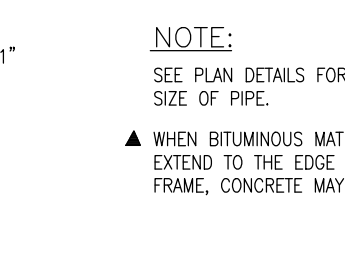 1"
NOTE:
SEE PLAN DETAILS FOR
SIZE OF PIPE.
▲ WHEN BITUMINOUS MAT
EXTEND TO THE EDGE
FRAME, CONCRETE MAY